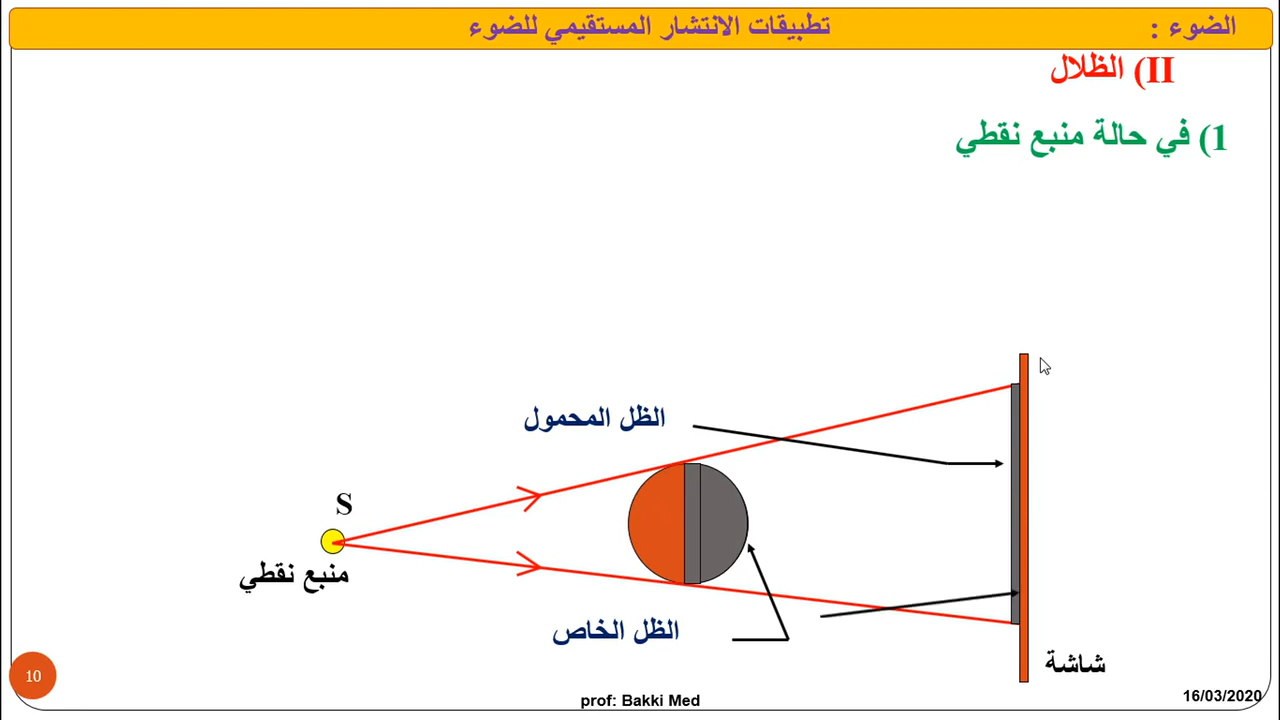 الضوء : تطبيقات الانتشار المستقيمي للضوء
II) الظلال
1) في حالة منبع نقطي
الظل المحمول
S
منبع نقطي
الظل الخاص
شاشة
10
prof: Bakki Med
16/03/2020